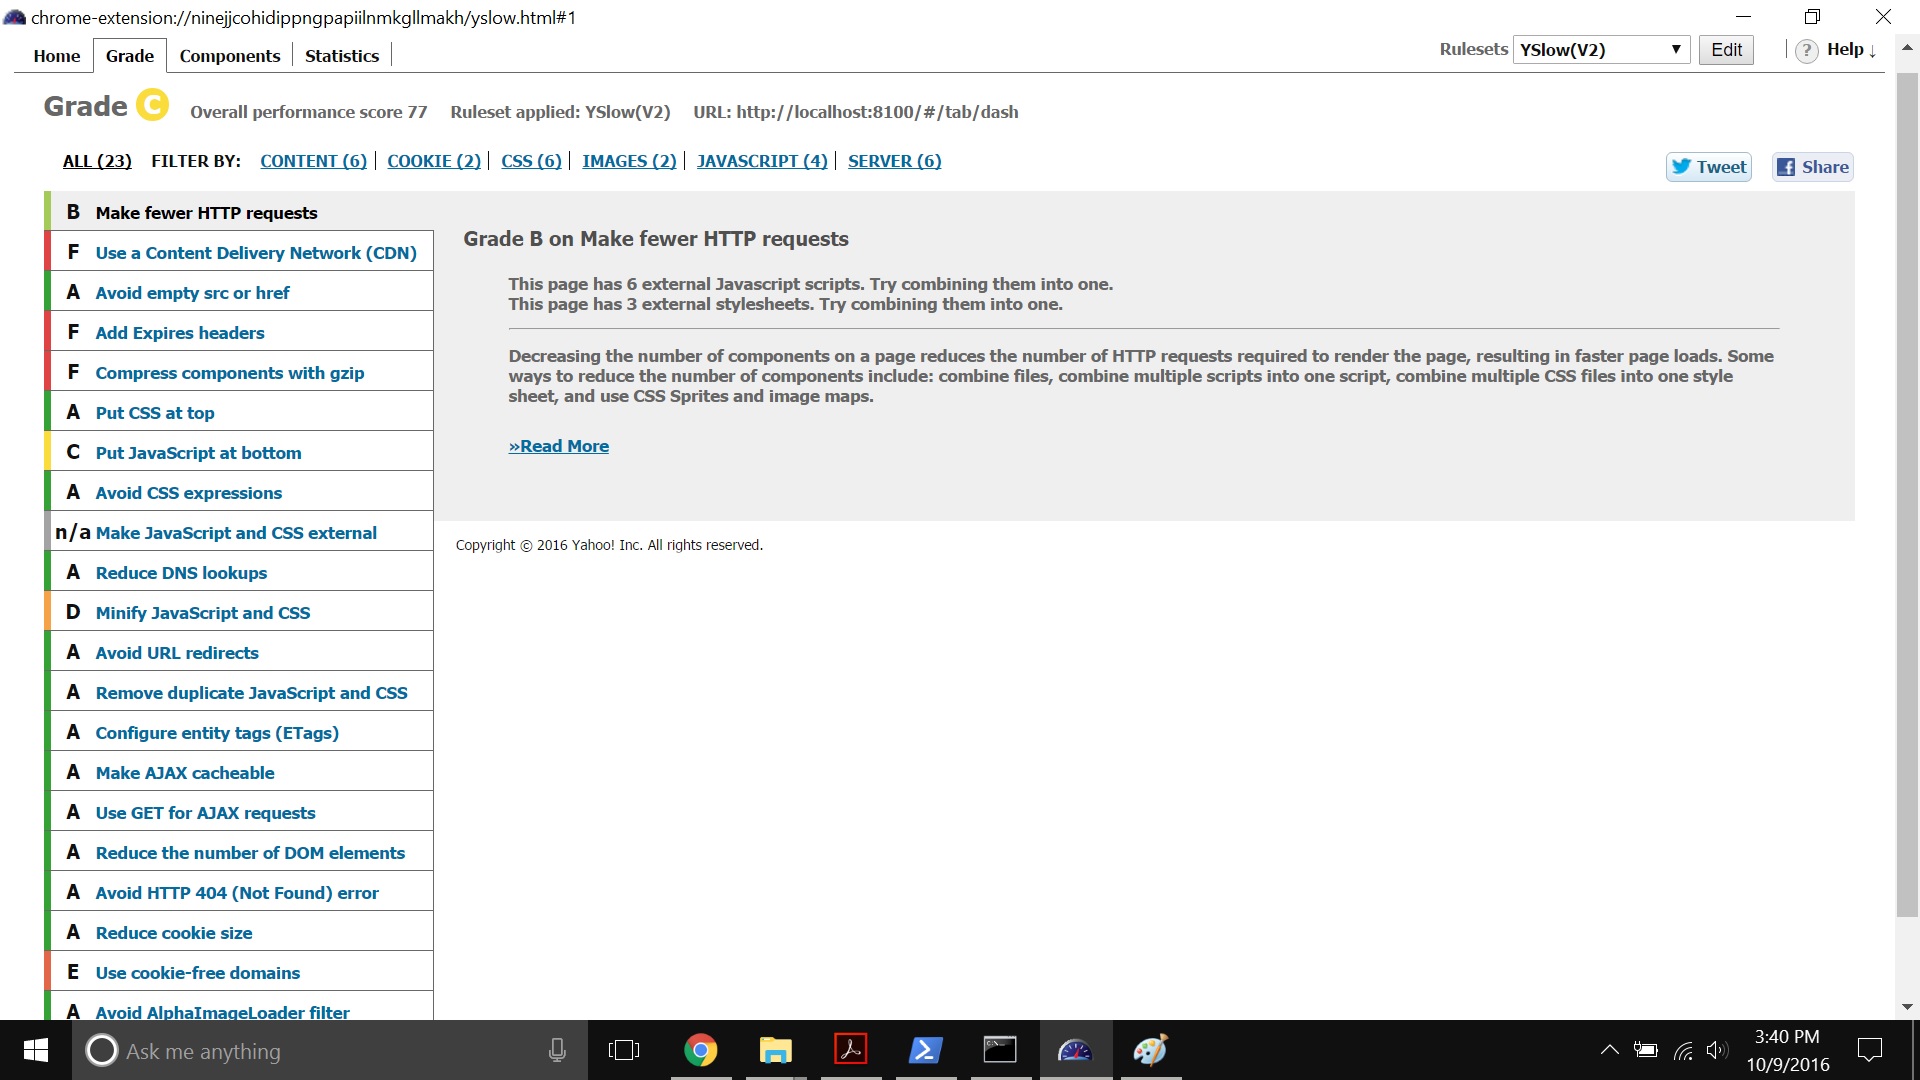 chrome-extension://ninejjcohidippngpapiilnmkgllmakh/yslow.html#1
Home Grade Components Statistics
Rulesets YSlow(V2) Edit ? Help ↓
Grade C Overall performance score 77 Ruleset applied: YSlow(V2) URL: http://localhost:8100/#/tab/dash
ALL (23) FILTER BY: CONTENT (6) COOKIE (2) CSS (6) IMAGES (2) JAVASCRIPT (4) SERVER (6)
Tweet Share
B Make fewer HTTP requests
F Use a Content Delivery Network (CDN)
A Avoid empty src or href
F Add Expires headers
F Compress components with gzip
A Put CSS at top
C Put JavaScript at bottom
A Avoid CSS expressions
n/a Make JavaScript and CSS external
A Reduce DNS lookups
D Minify JavaScript and CSS
A Avoid URL redirects
A Remove duplicate JavaScript and CSS
A Configure entity tags (ETags)
A Make AJAX cacheable
A Use GET for AJAX requests
A Reduce the number of DOM elements
A Avoid HTTP 404 (Not Found) error
A Reduce cookie size
E Use cookie-free domains
A Avoid AlphaImageLoader filter
Grade B on Make fewer HTTP requests
This page has 6 external Javascript scripts. Try combining them into one.
This page has 3 external stylesheets. Try combining them into one.
Decreasing the number of components on a page reduces the number of HTTP requests required to render the page, resulting in faster page loads. Some
ways to reduce the number of components include: combine files, combine multiple scripts into one script, combine multiple CSS files into one style
sheet, and use CSS Sprites and image maps.
»Read More
Copyright © 2016 Yahoo! Inc. All rights reserved.
Ask me anything
3:40 PM
10/9/2016